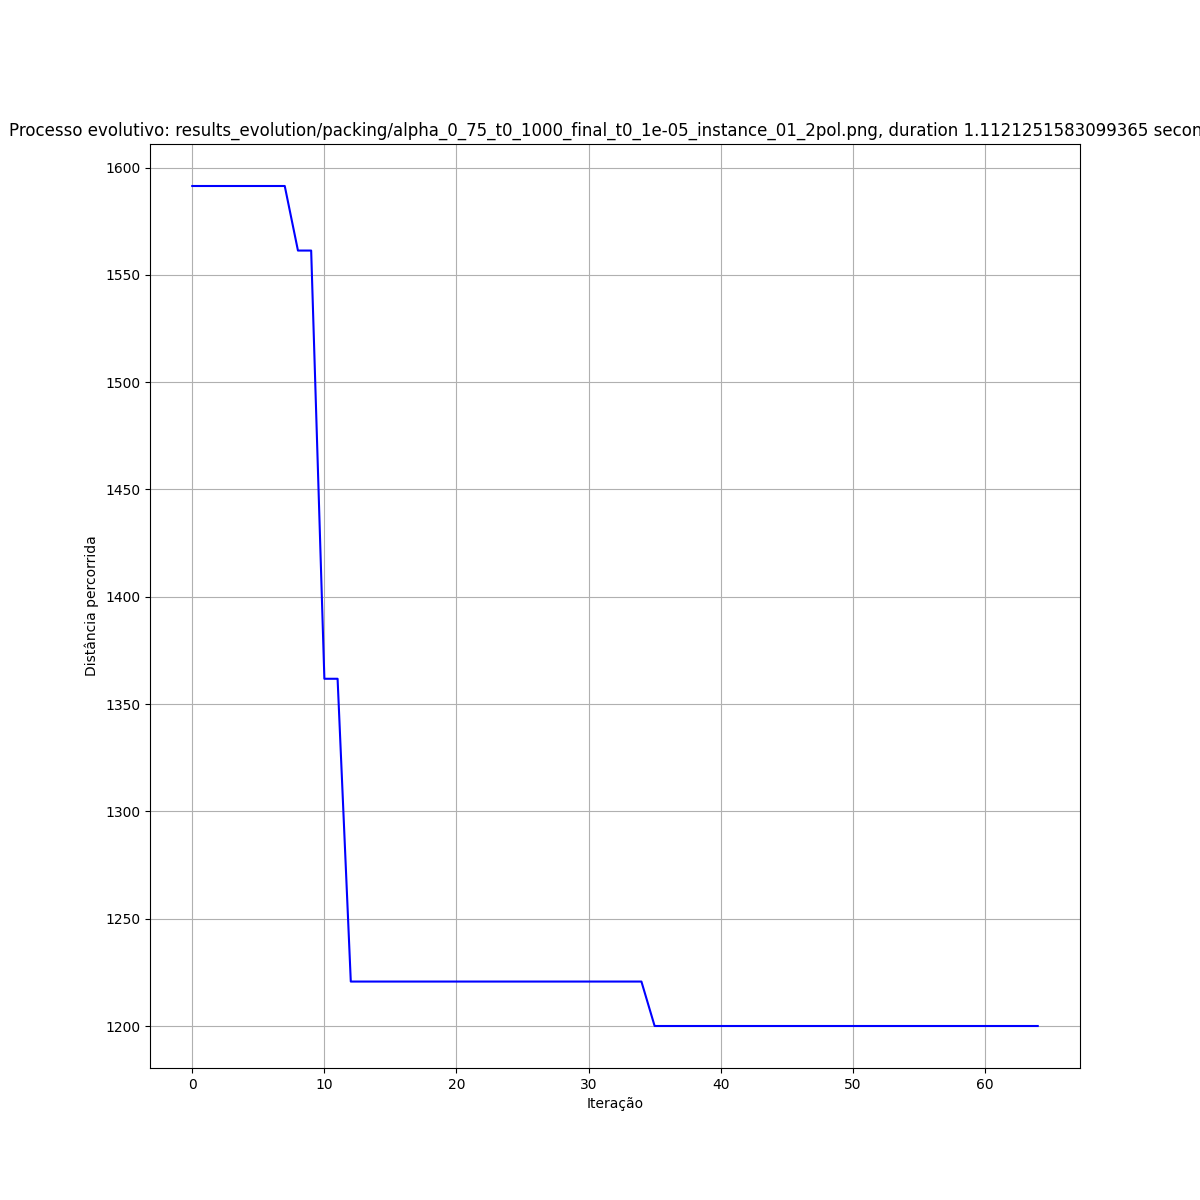 Processo evolutivo: results_evolution/packing/alpha_0_75_t0_1000_final_t0_1e-05_instance_01_2pol.png, duration 1.1121251583099365 secon
1600
1550
1500
1450
1400
1350
1300
1250
1200
Distância percorrida
0 10 20 30 40 50 60
Iteração